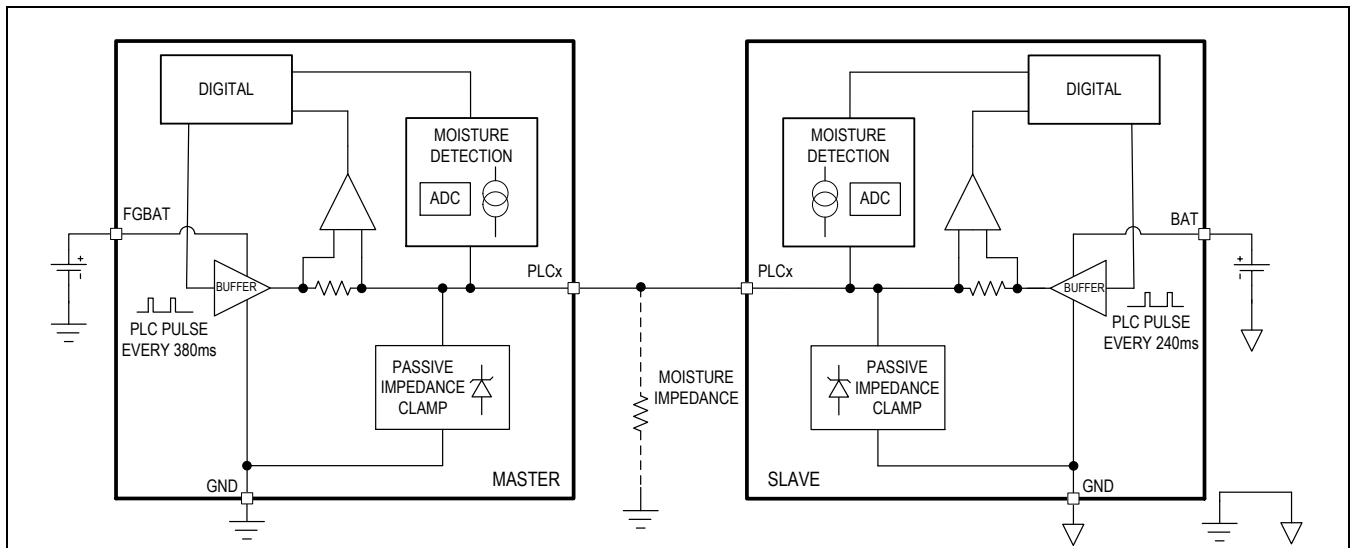 DIGITAL
MOISTURE
DETECTION
ADC
FGBAT
+
-
BUFFER
PLC PULSE
EVERY 380ms
PLCx
PASSIVE
IMPEDANCE
CLAMP
GND
MASTER
MOISTURE
IMPEDANCE
DIGITAL
MOISTURE
DETECTION
ADC
BAT
+
-
PLCx
BUFFER
PLC PULSE
EVERY 240ms
PASSIVE
IMPEDANCE
CLAMP
SLAVE
GND